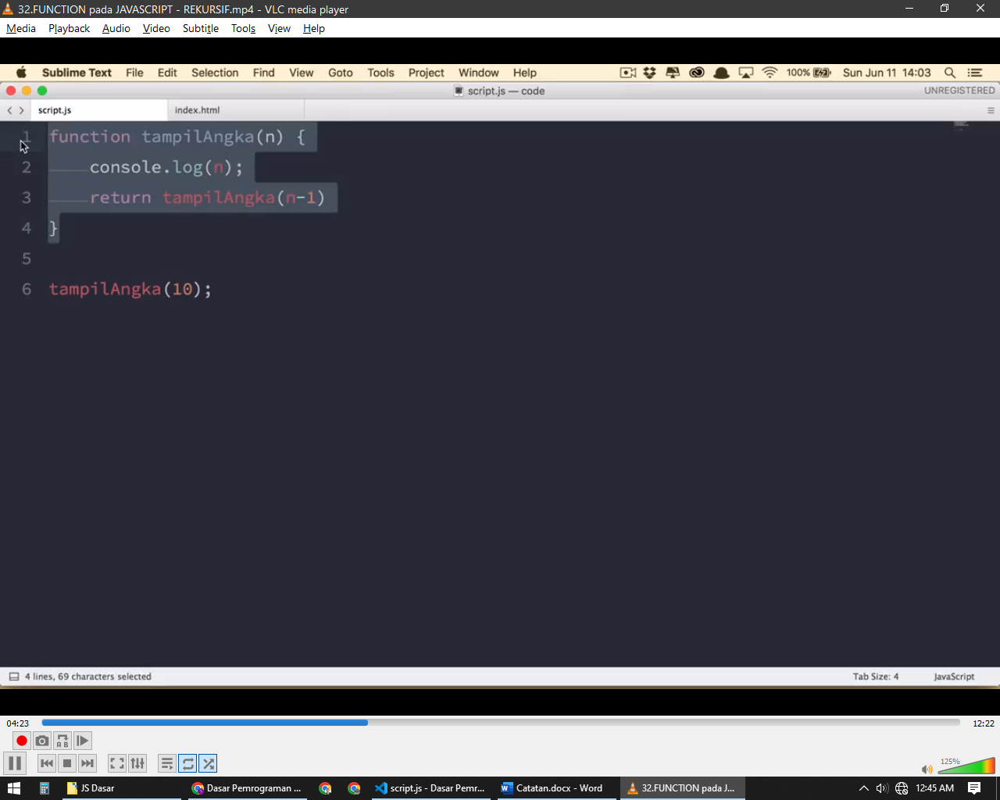 32.FUNCTION pada JAVASCRIPT - REKURSIF.mp4 - VLC media player
Media Playback Audio Video Subtitle Tools View Help
Sublime Text File Edit Selection Find View Goto Tools Project Window Help 100% Sun Jun 11 14:03
script.js — code UNREGISTERED
script.js index.html
1 function tampilAngka(n) {
2 console.log(n);
3 return tampilAngka(n-1)
4 }
5
6 tampilAngka(10);
4 lines, 69 characters selected Tab Size: 4 JavaScript
04:23 12:22
A B
125%
JS Dasar Dasar Pemrograman ... script.js - Dasar Pemr... Catatan.docx - Word 32.FUNCTION pada J... 12:45 AM